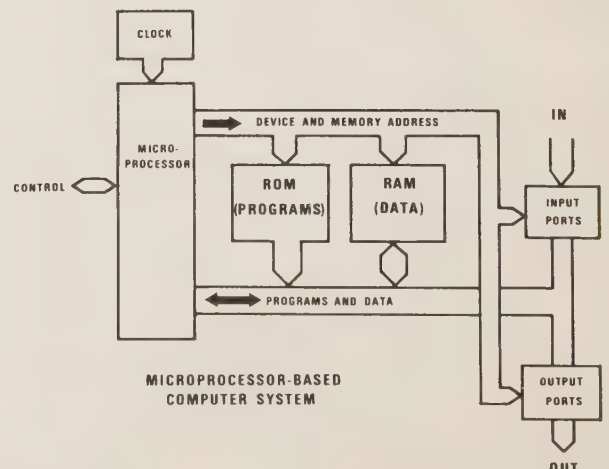 CLOCK
DEVICE AND MEMORY ADDRESS
IN
MICRO-
PROCESSOR
CONTROL
ROM
(PROGRAMS)
RAM
(DATA)
INPUT
PORTS
PROGRAMS AND DATA
MICROPROCESSOR-BASED
COMPUTER SYSTEM
OUTPUT
PORTS
OUT